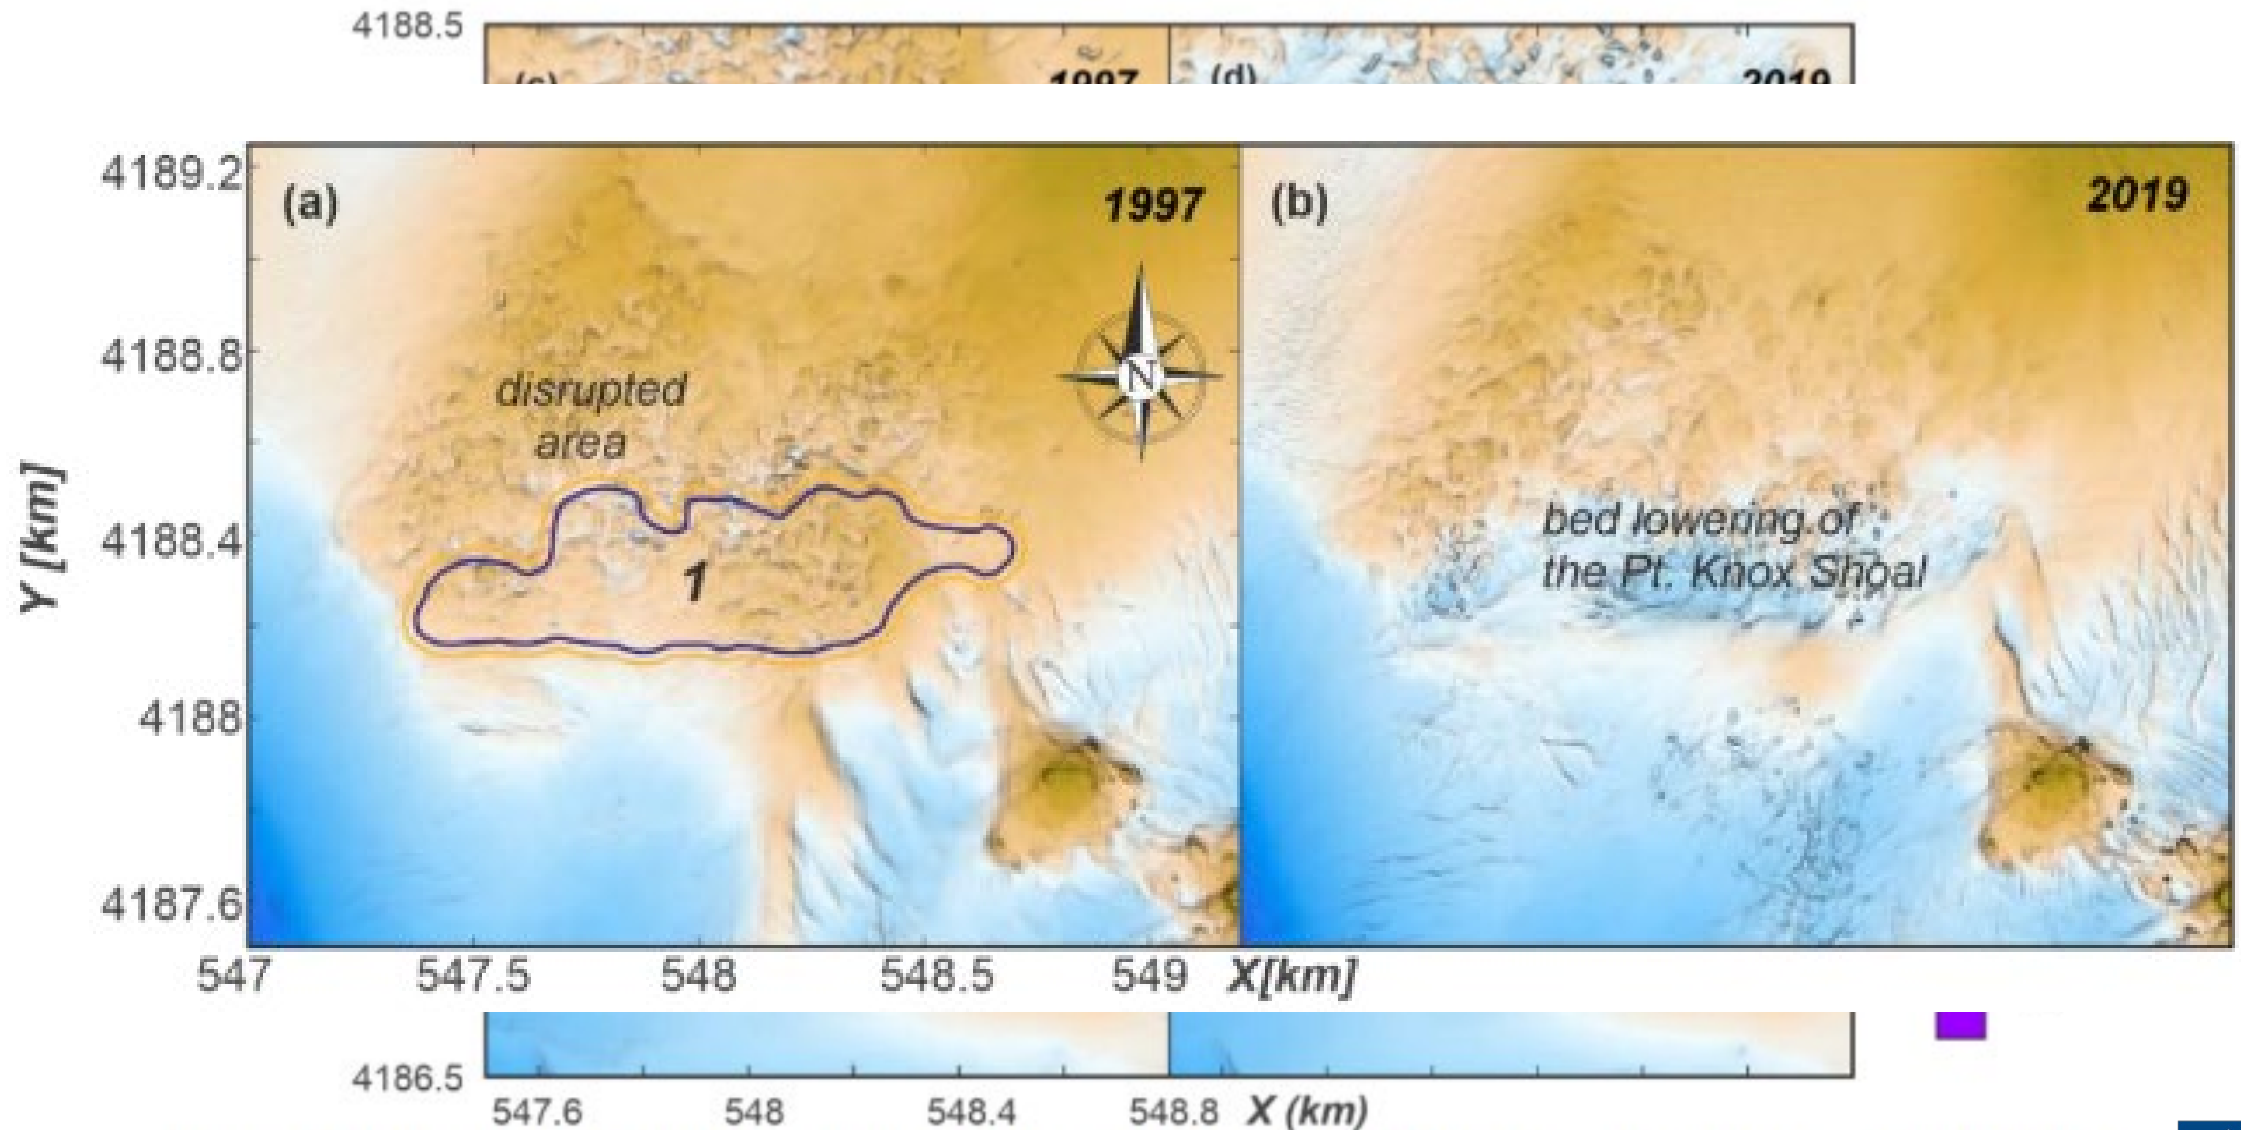 4188.5
(c) 1997 (d) 2019
4189.2
(a) 1997 (b) 2019
4188.8
disrupted
area
N
4188.4
bed lowering of
the Pt. Knox Shoal
1
Y [km]
4188
4187.6
547 547.5 548 548.5 549 X[km]
4186.5
547.6 548 548.4 548.8 X (km)